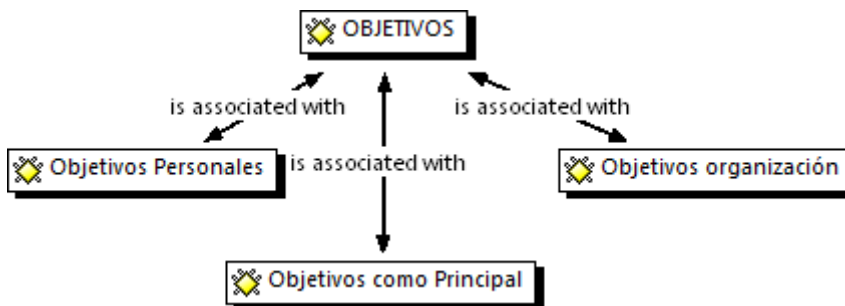 OBJETIVOS
is associated with
is associated with
Objetivos Personales
is associated with
Objetivos organización
Objetivos como Principal